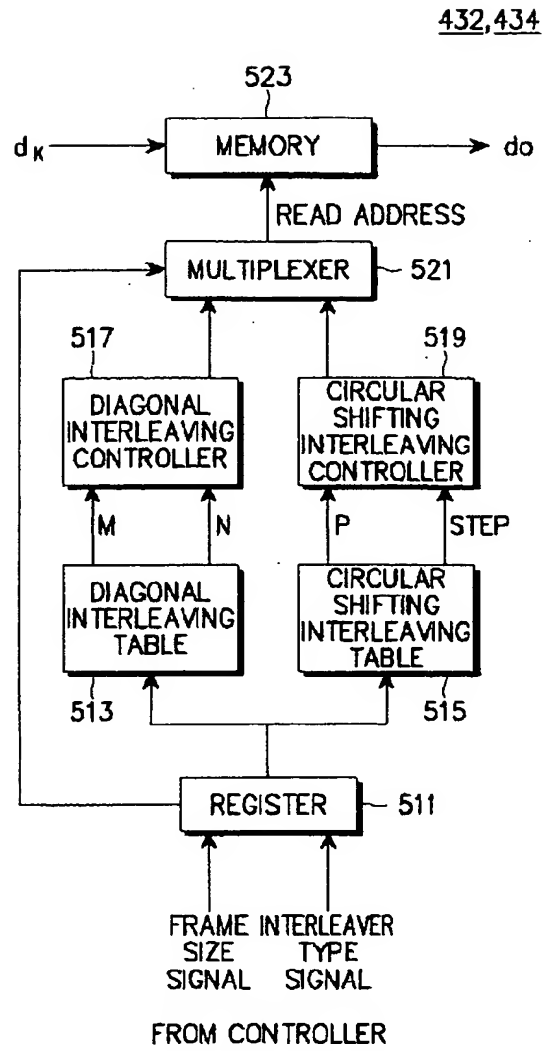 432,434
523
dK
MEMORY
do
READ ADDRESS
MULTIPLEXER
521
517
519
DIAGONAL
INTERLEAVING
CONTROLLER
CIRCULAR
SHIFTING
INTERLEAVING
CONTROLLER
M
N
P
STEP
DIAGONAL
INTERLEAVING
TABLE
CIRCULAR
SHIFTING
INTERLEAVING
TABLE
513
515
REGISTER
511
FRAME
SIZE
SIGNAL
INTERLEAVER
TYPE
SIGNAL
FROM CONTROLLER